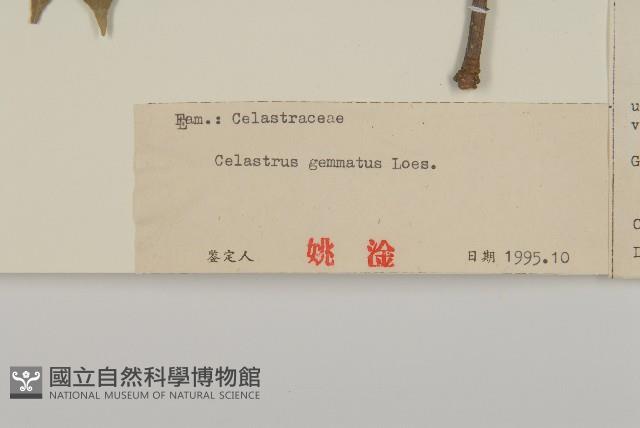 Fam.: Celastraceae
Celastrus gemmatus Loes.
鉴定人 姚淦 日期 1995.10
u
v
G
國立自然科學博物館
NATIONAL MUSEUM OF NATURAL SCIENCE